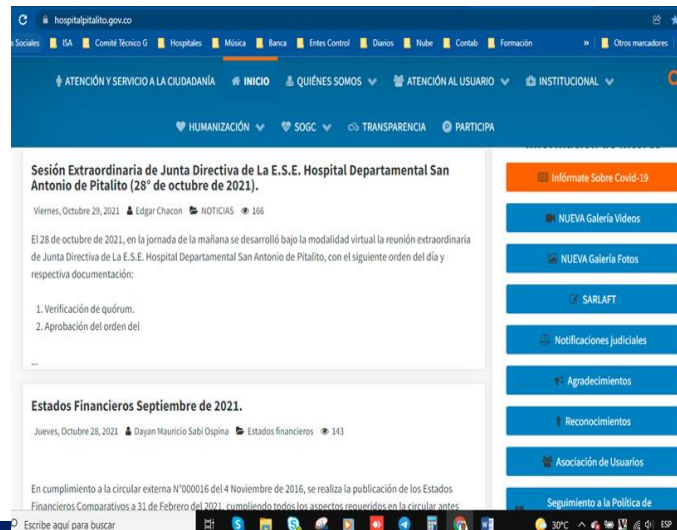 hospitalpitalito.gov.co
s Sociales ISA Comité Técnico G Hospitales Música Banca Entes Control Diarios Nube Contab Formación » Otros marcadores
ATENCIÓN Y SERVICIO A LA CIUDADANÍA INICIO QUIÉNES SOMOS ATENCIÓN AL USUARIO INSTITUCIONAL
HUMANIZACIÓN SOGC TRANSPARENCIA PARTICIPA
Sesión Extraordinaria de Junta Directiva de La E.S.E. Hospital Departamental San
Antonio de Pitalito (28° de octubre de 2021).
Viernes, Octubre 29, 2021 Edgar Chacon NOTICIAS 166
El 28 de octubre de 2021, en la jornada de la mañana se desarrolló bajo la modalidad virtual la reunión extraordinaria
de Junta Directiva de La E.S.E. Hospital Departamental San Antonio de Pitalito, con el siguiente orden del día y
respectiva documentación:
1. Verificación de quórum.
2. Aprobación del orden del
...
Estados Financieros Septiembre de 2021.
Jueves, Octubre 28, 2021 Dayan Mauricio Sabi Ospina Estados financieros 143
En cumplimiento a la circular externa N°000016 del 4 Noviembre de 2016, se realiza la publicación de los Estados
Financieros Comparativos a 31 de Febrero del 2021, cumpliendo todos los aspectos requeridos en la circular antes
Infórmate Sobre Covid-19
NUEVA Galería Videos
NUEVA Galería Fotos
SARLAFT
Notificaciones judiciales
Agradecimientos
Reconocimientos
Asociación de Usuarios
Seguimiento a la Política de
Escribe aquí para buscar
30°C ESP